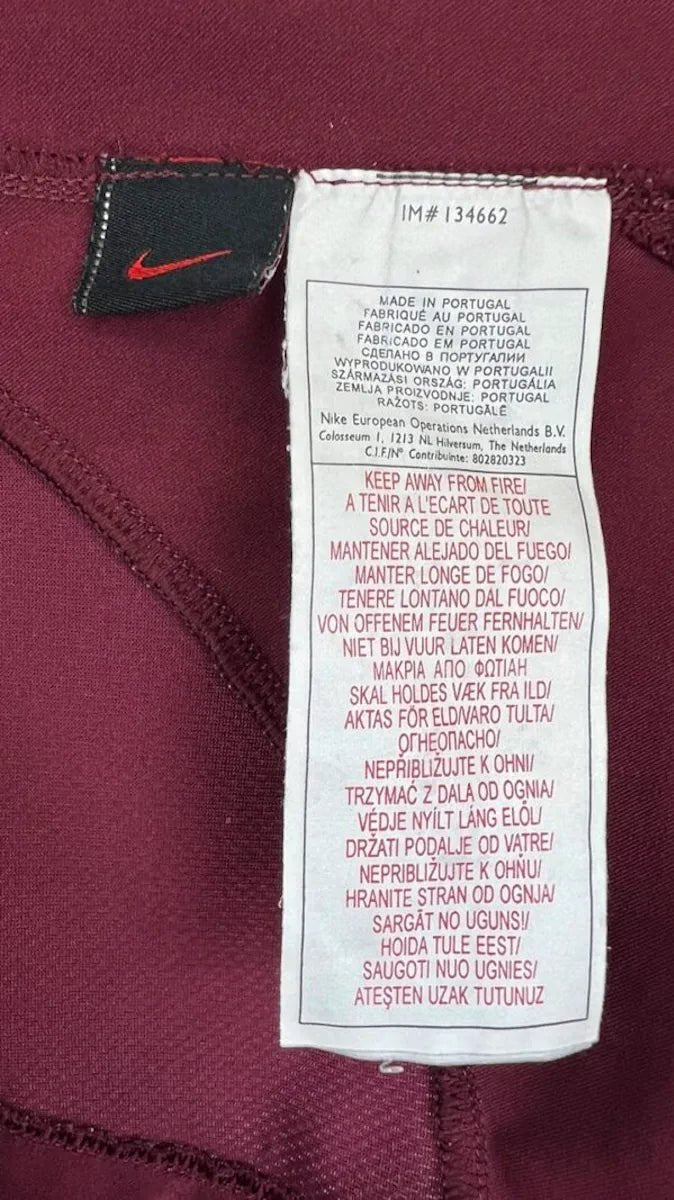 IM# 134662
MADE IN PORTUGAL
FABRIQUÉ AU PORTUGAL
FABRICADO EN PORTUGAL
FABRICADO EM PORTUGAL
СДЕЛАНО В ПОРТУГАЛИИ
WYPRODUKOWANO W PORTUGALII
SZÁRMAZÁSI ORSZÁG: PORTUGÁLIA
ZEMLJA PROIZVODNJE: PORTUGAL
RAŽOTS: PORTUGĀLĒ
Nike European Operations Netherlands B.V.
Colosseum 1, 1213 NL Hilversum, The Netherlands
C.I.F./N° Contribuinte: 802820323
KEEP AWAY FROM FIRE/
A TENIR A L'ECART DE TOUTE
SOURCE DE CHALEUR/
MANTENER ALEJADO DEL FUEGO/
MANTER LONGE DE FOGO/
TENERE LONTANO DAL FUOCO/
VON OFFENEM FEUER FERNHALTEN/
NIET BIJ VUUR LATEN KOMEN/
ΜΑΚΡΙΑ ΑΠΟ ΦΩΤΙΑΗ
SKAL HOLDES VÆK FRA ILD/
AKTAS FÖR ELD/VARO TULTA/
ОГНЕОПАСНО/
NEPŘIBLIŽUJTE K OHNI/
TRZYMAĆ Z DALA OD OGNIA/
VÉDJE NYÍLT LÁNG ELŐL/
DRŽATI PODALJE OD VATRE/
NEPRIBLIŽUJTE K OHŇU/
HRANITE STRAN OD OGNJA/
SARGĀT NO UGUNS!/
HOIDA TULE EEST/
SAUGOTI NUO UGNIES/
ATEŞTEN UZAK TUTUNUZ